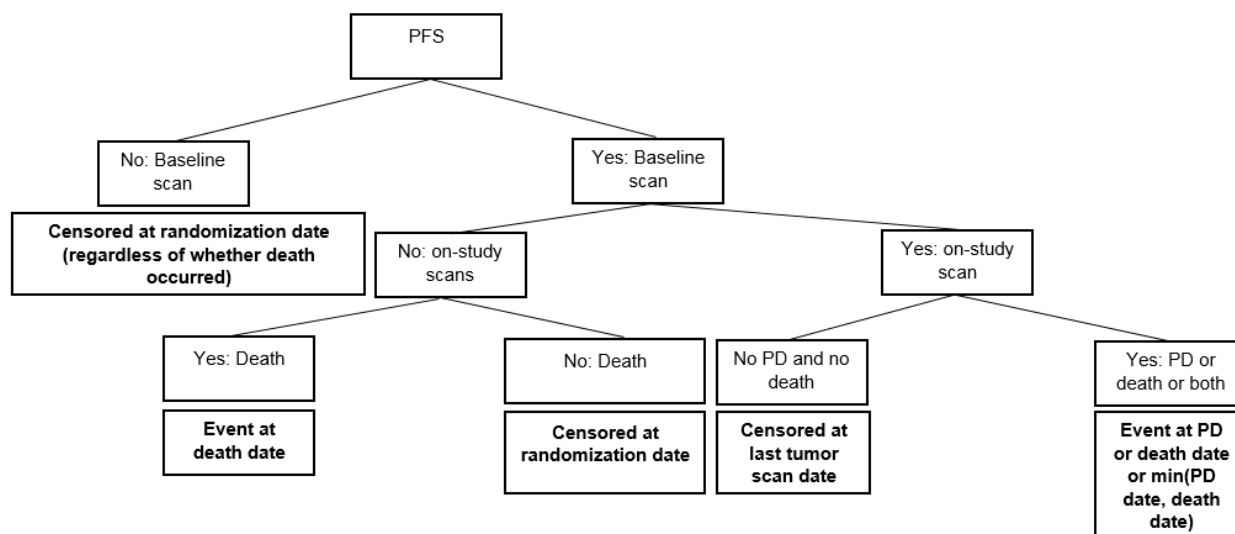 PFS
No: Baseline
scan
Yes: Baseline
scan
Censored at randomization date
(regardless of whether death
occurred)
No: on-study
scans
Yes: on-study
scan
Yes: Death
No: Death
No PD and no
death
Yes: PD or
death or both
Event at
death date
Censored at
randomization date
Censored at
last tumor
scan date
Event at PD
or death date
or min(PD
date, death
date)